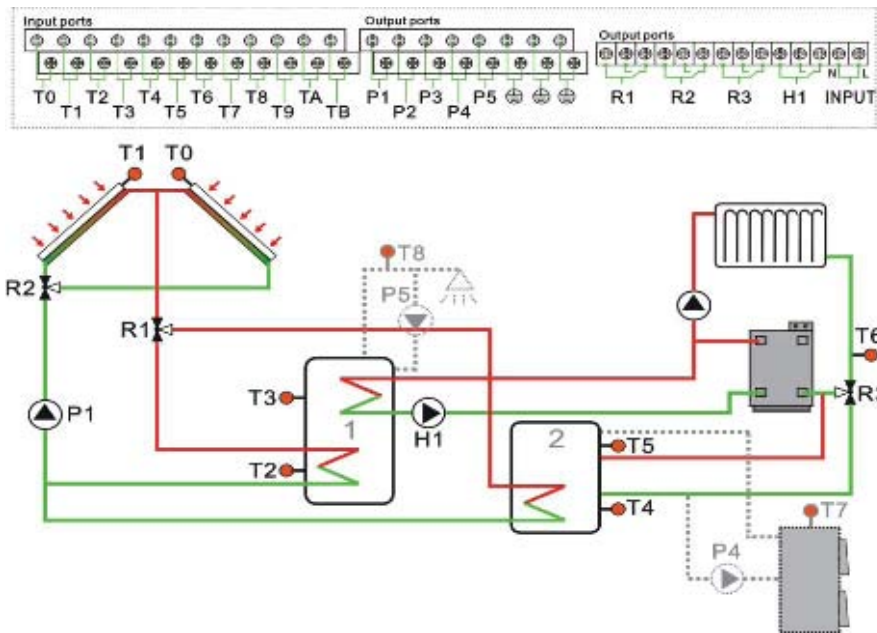 Input ports
Output ports
Output ports
T0 T2 T4 T6 T8 TA
T1 T3 T5 T7 T9 TB
P1 P3 P5
P2 P4
R1 R2 R3 H1 INPUT
N L
T1 T0
R2
T8
P5
R1
T6
T3
P1
1
H1
2
T5
T2
T4
T7
P4